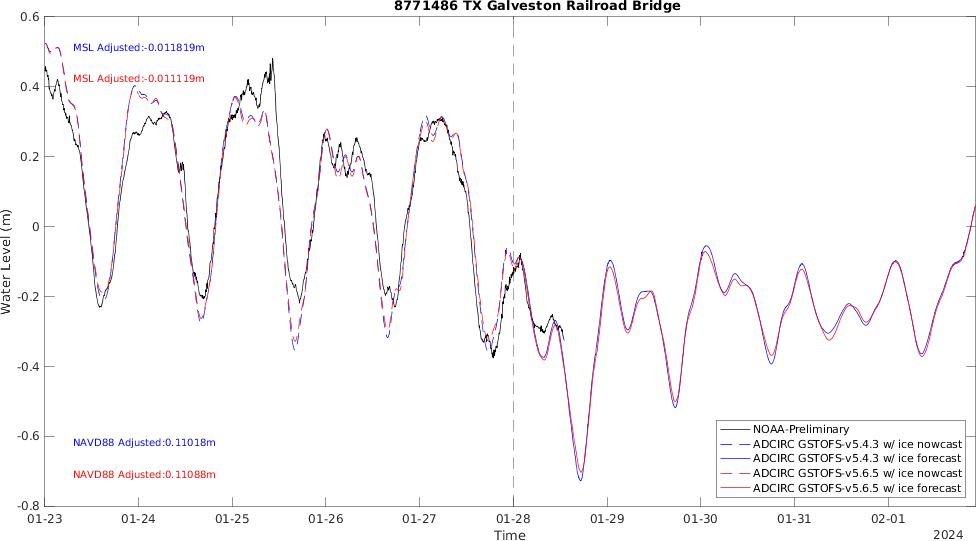 8771486 TX Galveston Railroad Bridge
0.6
0.4
0.2
0
-0.2
-0.4
-0.6
-0.8
Water Level (m)
MSL Adjusted:-0.011819m
MSL Adjusted:-0.011119m
NAVD88 Adjusted:0.11018m
NAVD88 Adjusted:0.11088m
NOAA-Preliminary
ADCIRC GSTOFS-v5.4.3 w/ ice nowcast
ADCIRC GSTOFS-v5.4.3 w/ ice forecast
ADCIRC GSTOFS-v5.6.5 w/ ice nowcast
ADCIRC GSTOFS-v5.6.5 w/ ice forecast
01-23 01-24 01-25 01-26 01-27 01-28 01-29 01-30 01-31 02-01
Time
2024